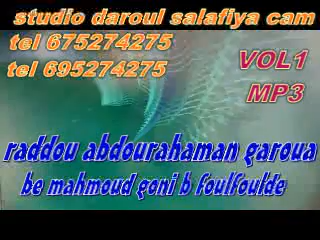 studio daroul salafiya cam
tel 675274275
tel 695274275
VOL1
MP3
raddou abdourahaman garoua
be mahmoud goni b foulfoulde